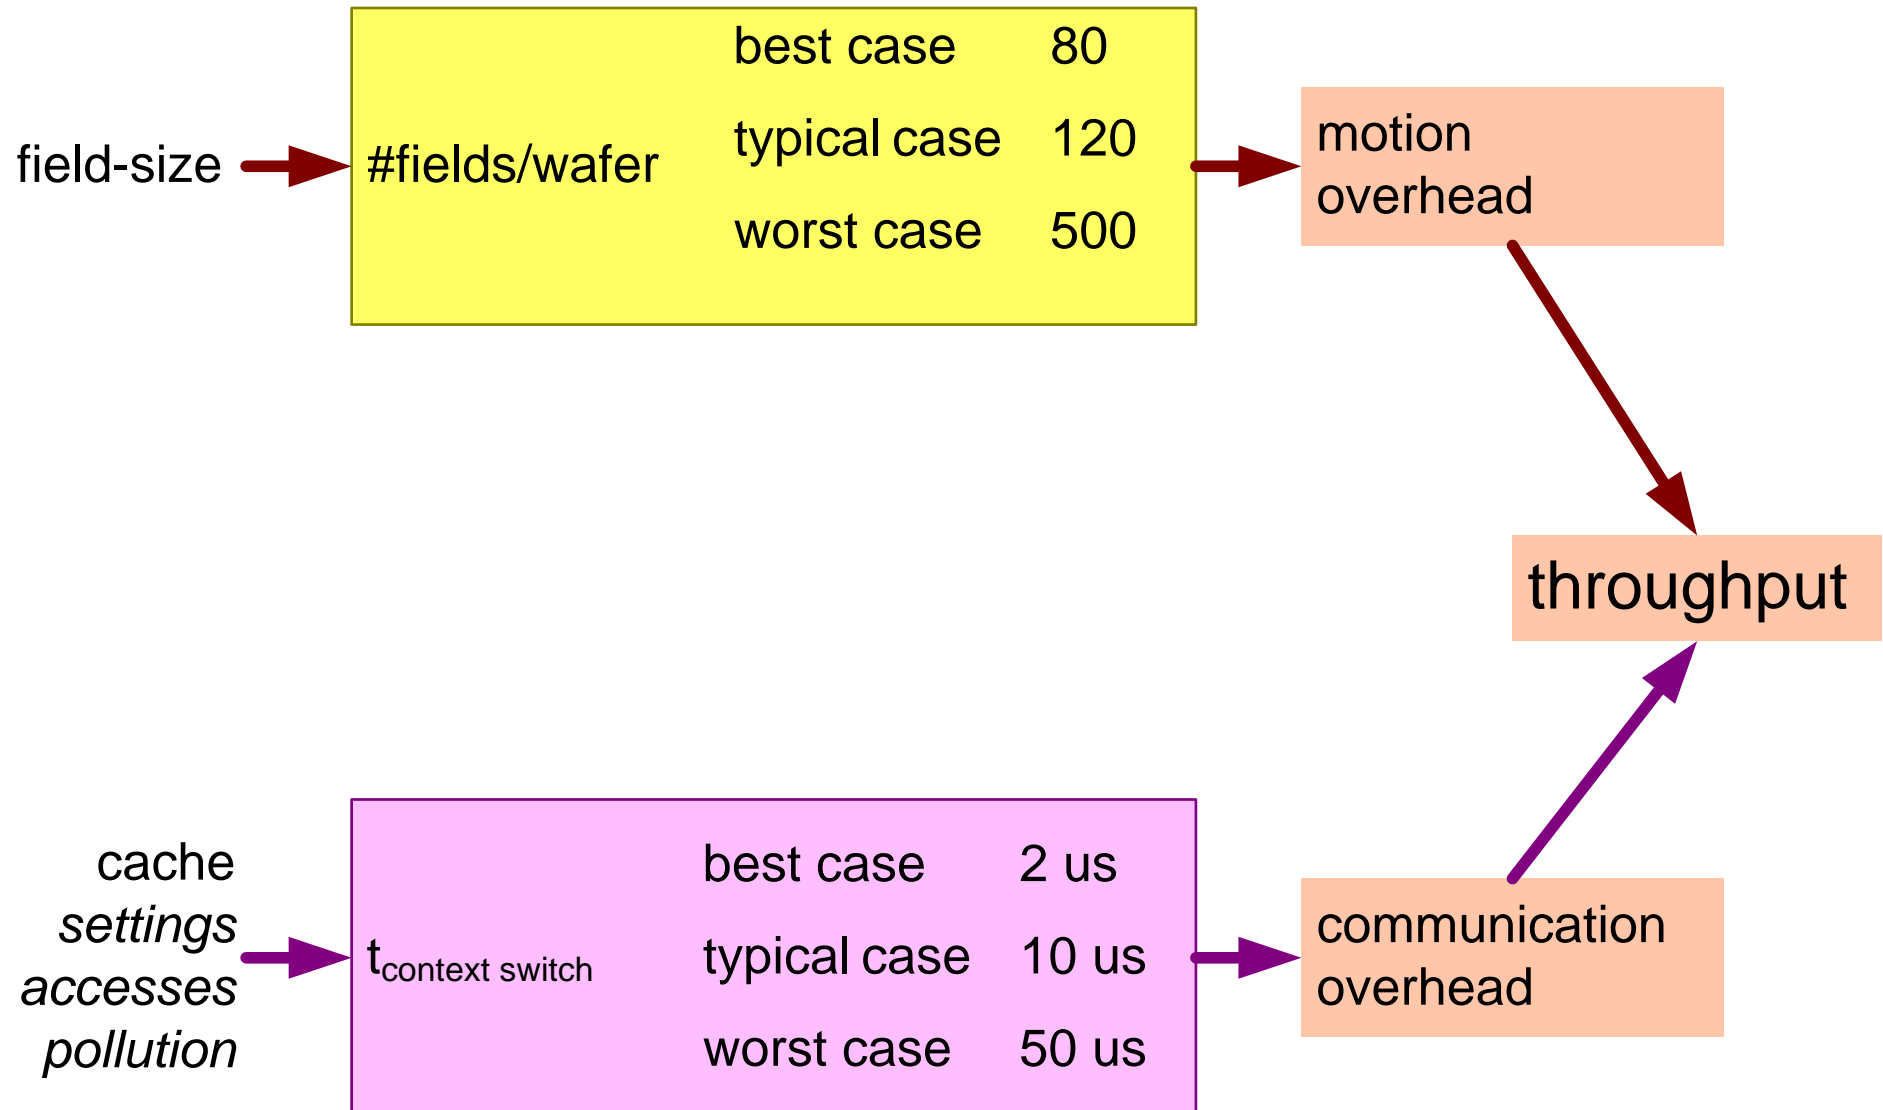 field-size
#fields/wafer
best case 80
typical case 120
worst case 500
motion
overhead
throughput
cache
settings
accesses
pollution
tcontext switch
best case 2 us
typical case 10 us
worst case 50 us
communication
overhead